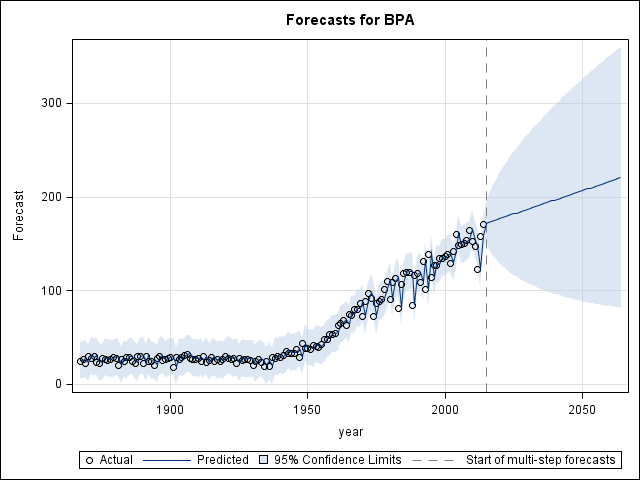 Forecasts for BPA
300
200
100
0
Forecast
1900
1950
2000
2050
year
Actual
Predicted
95% Confidence Limits
Start of multi-step forecasts